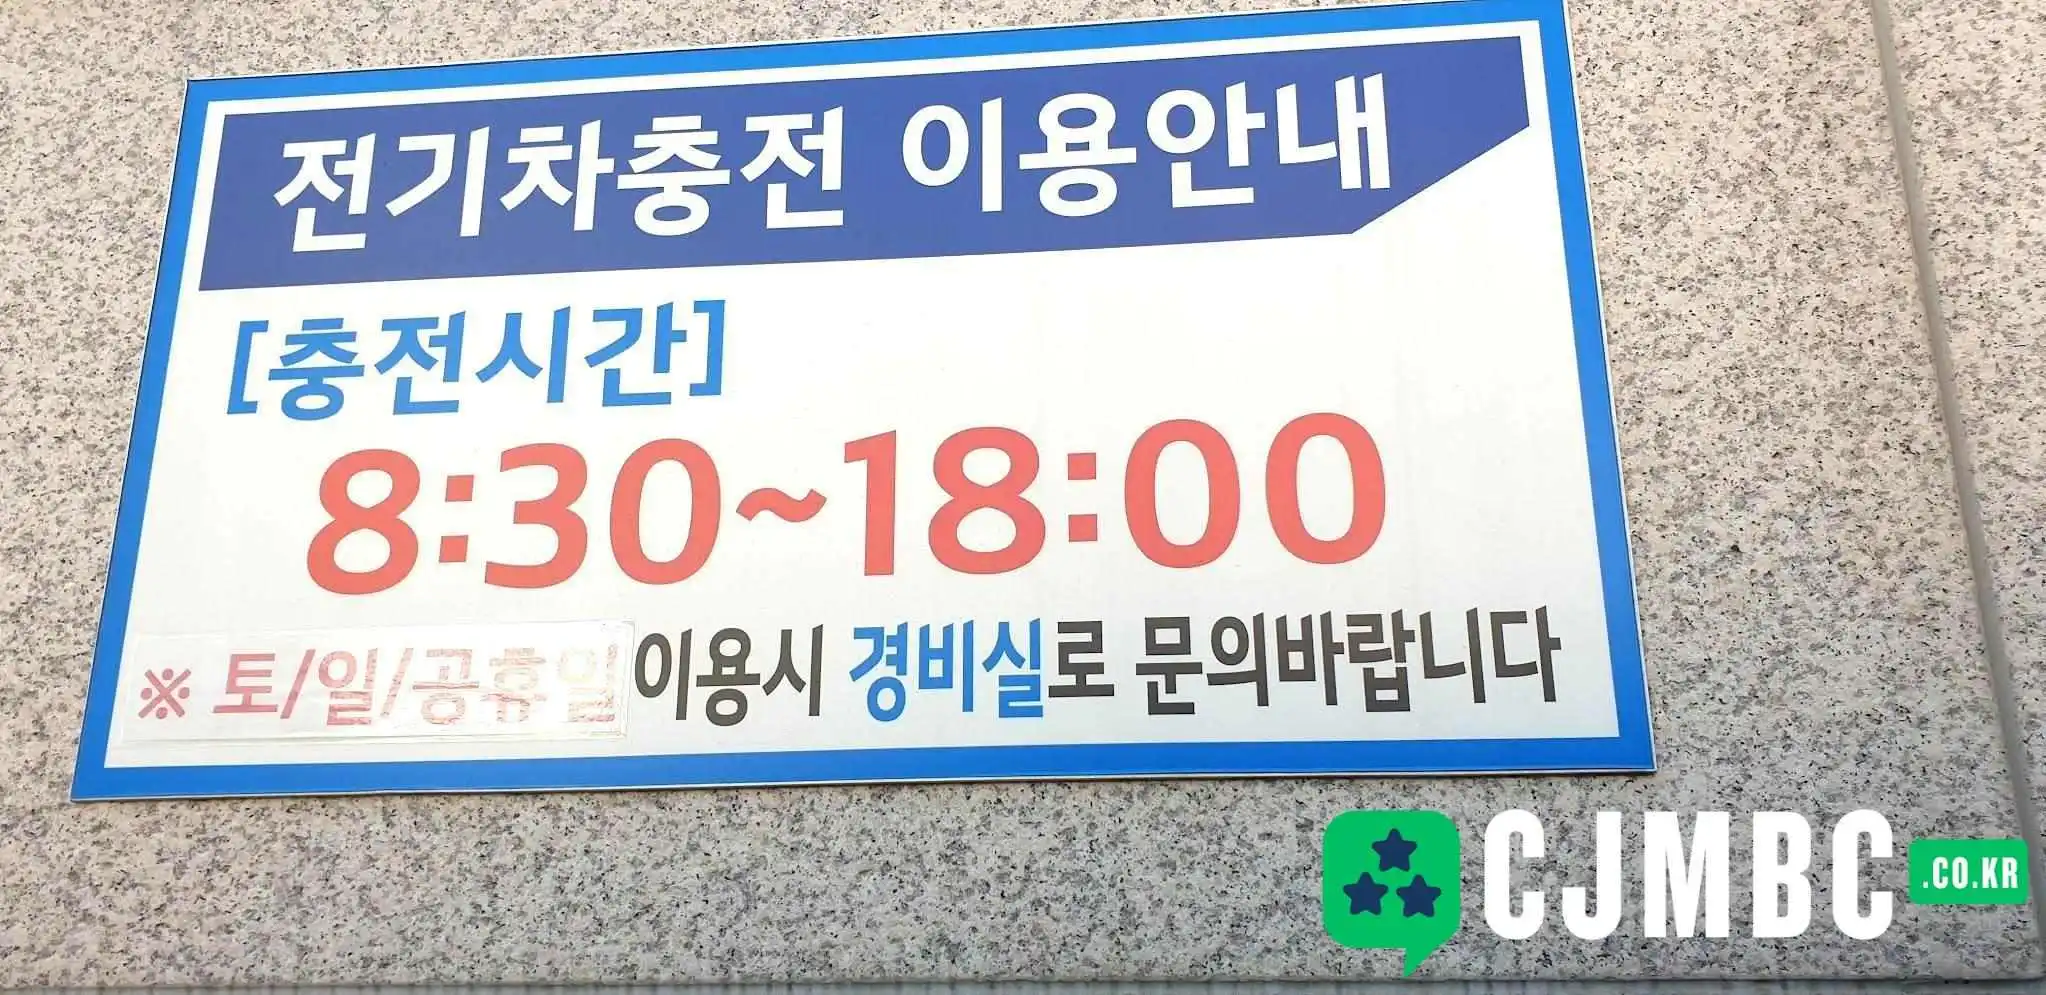 전기차충전 이용안내
[충전시간]
8:30~18:00
※ 토/일/공휴일 이용시 경비실로 문의바랍니다
CJMBC.CO.KR